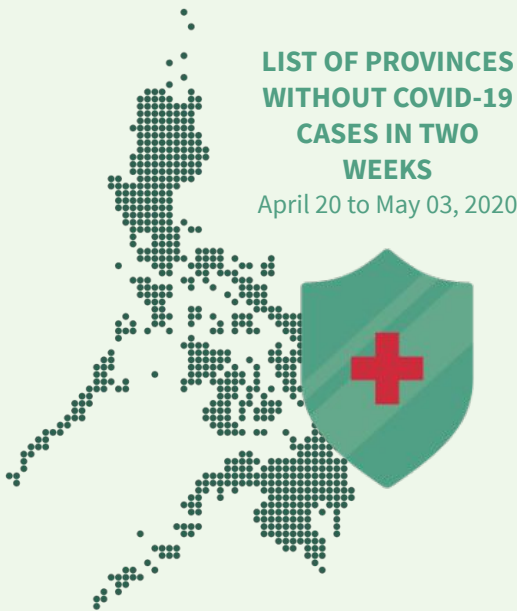 LIST OF PROVINCES
WITHOUT COVID-19
CASES IN TWO
WEEKS
April 20 to May 03, 2020